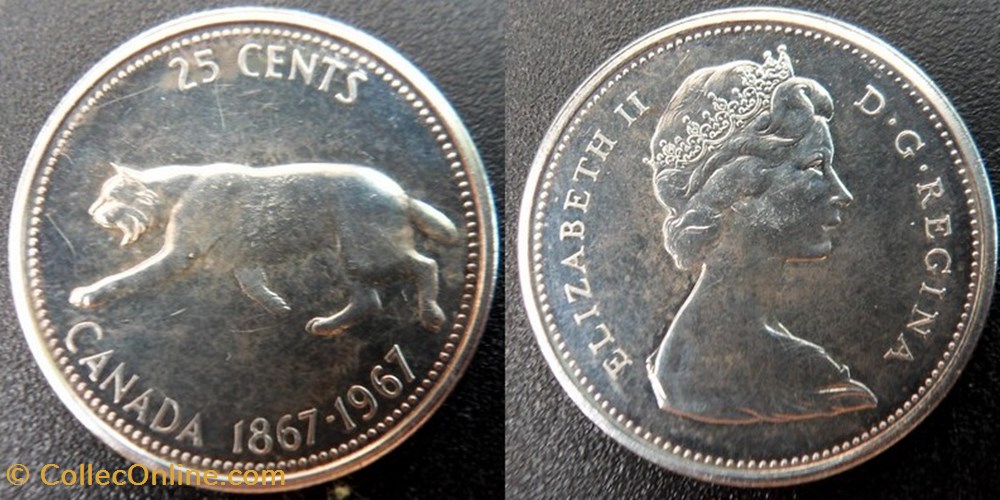 25 CENTS
CANADA 1867-1967
ELIZABETH II D·G·REGINA
© CollecOnline.com